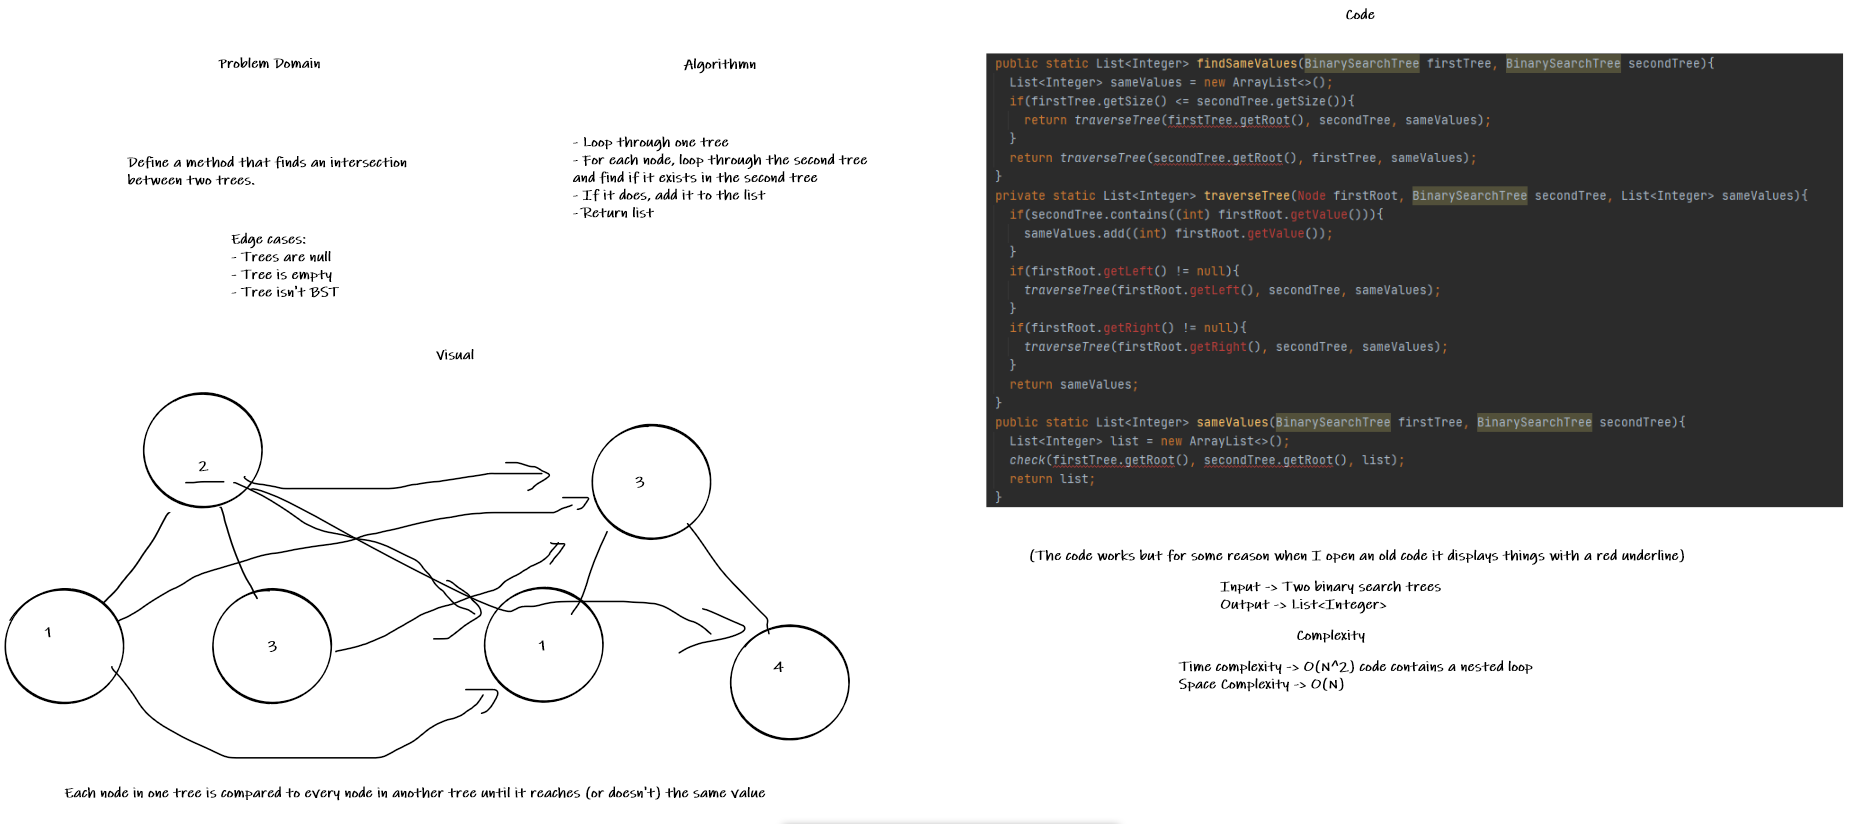 Problem Domain
Define a method that finds an intersection
between two trees.
Edge cases:
- Trees are null
- Tree is empty
- Tree isn't BST
Algorithmn
- Loop through one tree
- For each node, loop through the second tree
and find if it exists in the second tree
- If it does, add it to the list
- Return list
Visual
2
1
3
3
1
4
Each node in one tree is compared to every node in another tree until it reaches (or doesn't) the same value
Code
public static List<Integer> findSameValues(BinarySearchTree firstTree, BinarySearchTree secondTree){
  List<Integer> sameValues = new ArrayList<>();
  if(firstTree.getSize() <= secondTree.getSize()){
    return traverseTree(firstTree.getRoot(), secondTree, sameValues);
  }
  return traverseTree(secondTree.getRoot(), firstTree, sameValues);
}
private static List<Integer> traverseTree(Node firstRoot, BinarySearchTree secondTree, List<Integer> sameValues){
  if(secondTree.contains((int) firstRoot.getValue())){
    sameValues.add((int) firstRoot.getValue());
  }
  if(firstRoot.getLeft() != null){
    traverseTree(firstRoot.getLeft(), secondTree, sameValues);
  }
  if(firstRoot.getRight() != null){
    traverseTree(firstRoot.getRight(), secondTree, sameValues);
  }
  return sameValues;
}
public static List<Integer> sameValues(BinarySearchTree firstTree, BinarySearchTree secondTree){
  List<Integer> list = new ArrayList<>();
  check(firstTree.getRoot(), secondTree.getRoot(), list);
  return list;
}
(The code works but for some reason when I open an old code it displays things with a red underline)
Input -> Two binary search trees
Output -> List<Integer>
Complexity
Time complexity -> O(N^2) code contains a nested loop
Space Complexity -> O(N)